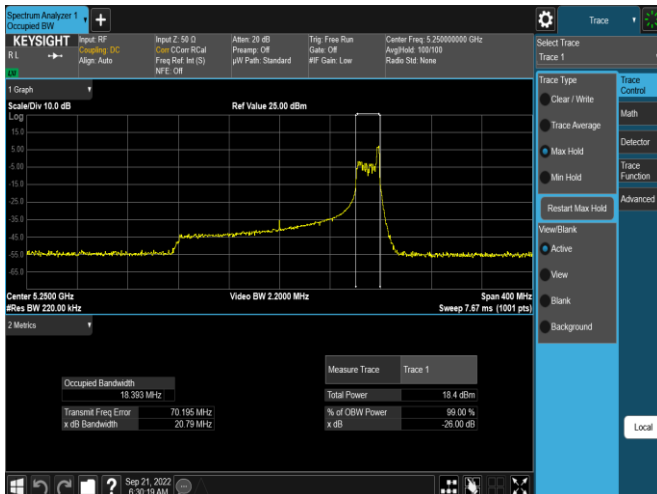 Spectrum Analyzer 1
Occupied BW
+
KEYSIGHT
R L
LM
Input: RF
Coupling: DC
Align: Auto
Input Z: 50 Ω
Corr CCorr RCal
Freq Ref: Int (S)
NFE: Off
Atten: 20 dB
Preamp: Off
µW Path: Standard
Trig: Free Run
Gate: Off
#IF Gain: Low
Center Freq: 5.250000000 GHz
Avg|Hold: 100/100
Radio Std: None
1 Graph
Scale/Div 10.0 dB
Ref Value 25.00 dBm
Log
15.0
5.00
-5.00
-15.0
-25.0
-35.0
-45.0
-55.0
-65.0
Center 5.2500 GHz
#Res BW 220.00 kHz
Video BW 2.2000 MHz
Span 400 MHz
Sweep 7.67 ms (1001 pts)
2 Metrics
Occupied Bandwidth
18.393 MHz
Transmit Freq Error 70.195 MHz
x dB Bandwidth 20.79 MHz
Measure Trace Trace 1
Total Power 18.4 dBm
% of OBW Power 99.00 %
x dB -26.00 dB
Sep 21, 2022
6:30:19 AM
?
Trace
Select Trace
Trace 1
Trace Type
Clear / Write
Trace Average
Max Hold
Min Hold
Restart Max Hold
View/Blank
Active
View
Blank
Background
Trace
Control
Math
Detector
Trace
Function
Advanced
Local